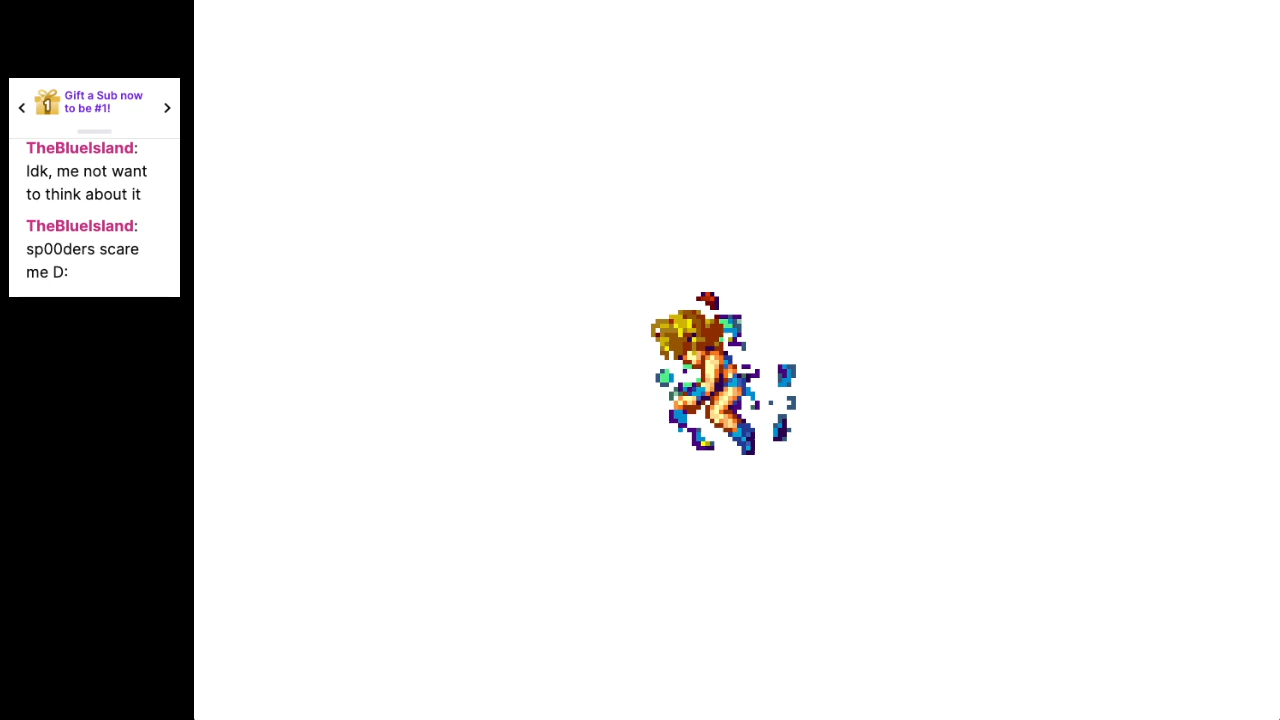 Gift a Sub now
to be #1!
1
TheBlueIsland:
Idk, me not want
to think about it
TheBlueIsland:
sp00ders scare
me D: